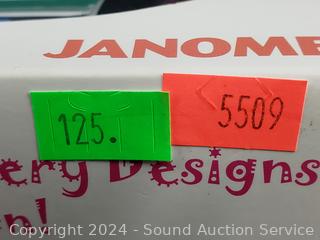 JANOME
125.
5509
ery Designs
n!
Copyright 2024 - Sound Auction Service